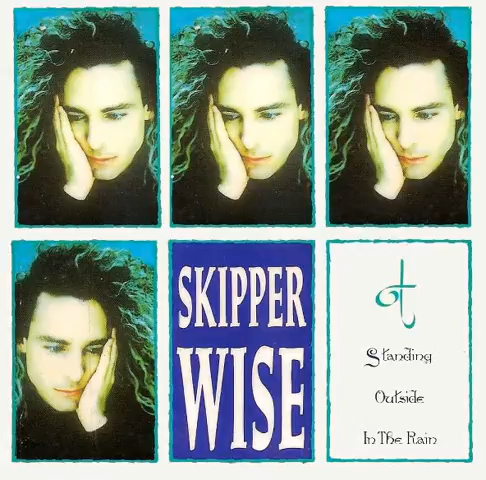 SKIPPER
WISE
Standing
Outside
In The Rain